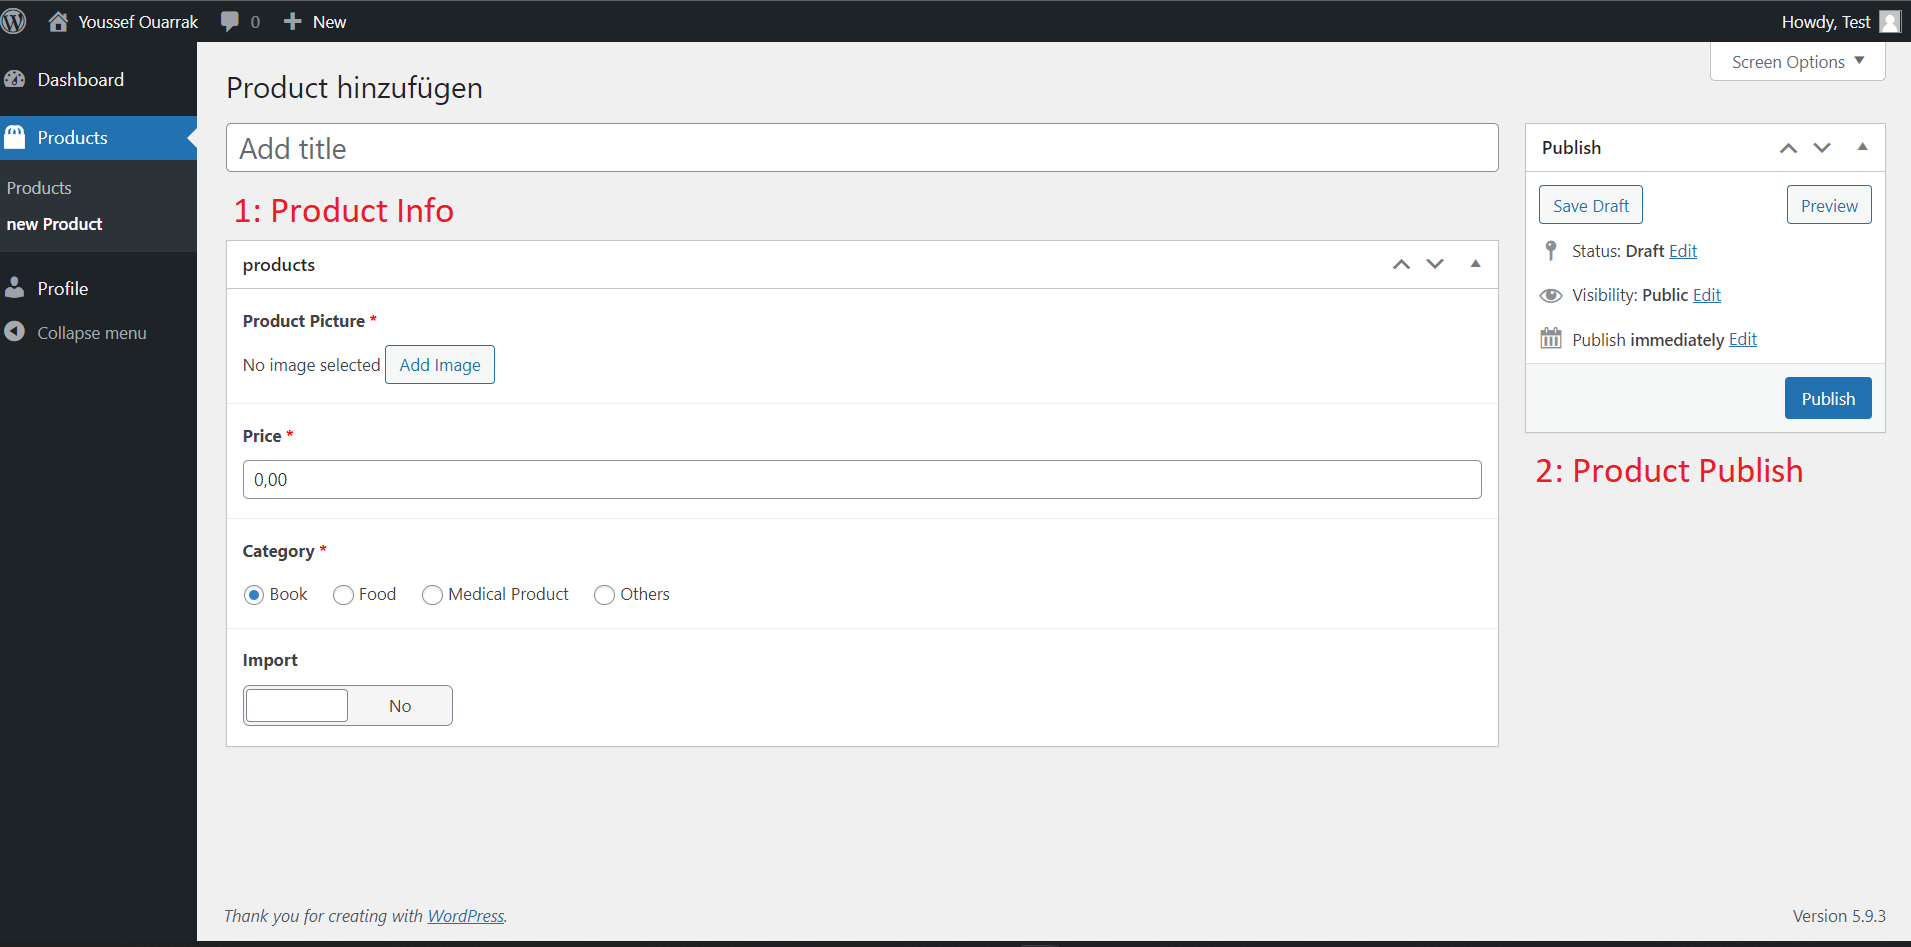 Youssef Ouarrak 0 New Howdy, Test
Screen Options
Dashboard
Products
Products
new Product
Profile
Collapse menu
Product hinzufügen
Add title
1: Product Info
products
Product Picture *
No image selected Add Image
Price *
0,00
Category *
Book Food Medical Product Others
Import
No
Publish
Save Draft Preview
Status: Draft Edit
Visibility: Public Edit
Publish immediately Edit
Publish
2: Product Publish
Thank you for creating with WordPress.
Version 5.9.3